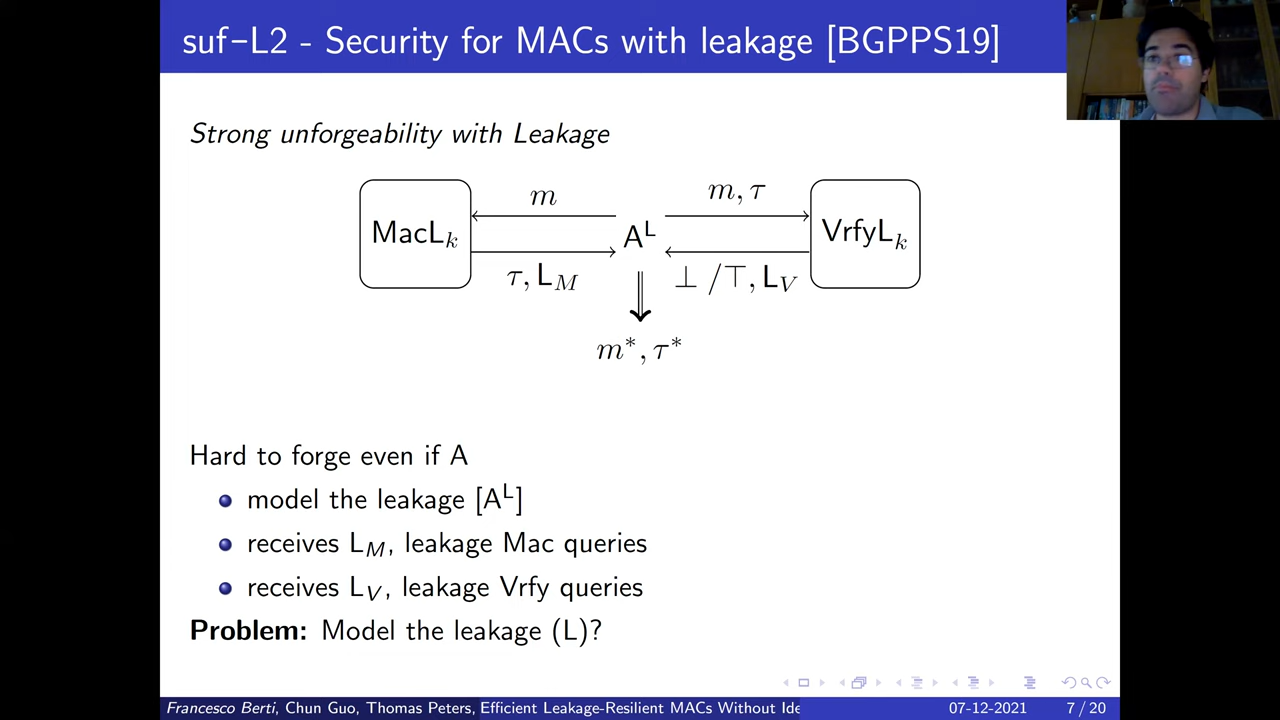 suf-L2 - Security for MACs with leakage [BGPPS19]
Strong unforgeability with Leakage
m
m, τ
MacL_k
A^L
VrfyL_k
τ, L_M
⊥ /⊤, L_V
m*, τ*
Hard to forge even if A
model the leakage [A^L]
receives L_M, leakage Mac queries
receives L_V, leakage Vrfy queries
Problem: Model the leakage (L)?
Francesco Berti, Chun Guo, Thomas Peters, Efficient Leakage-Resilient MACs Without Ide 07-12-2021 7 / 20